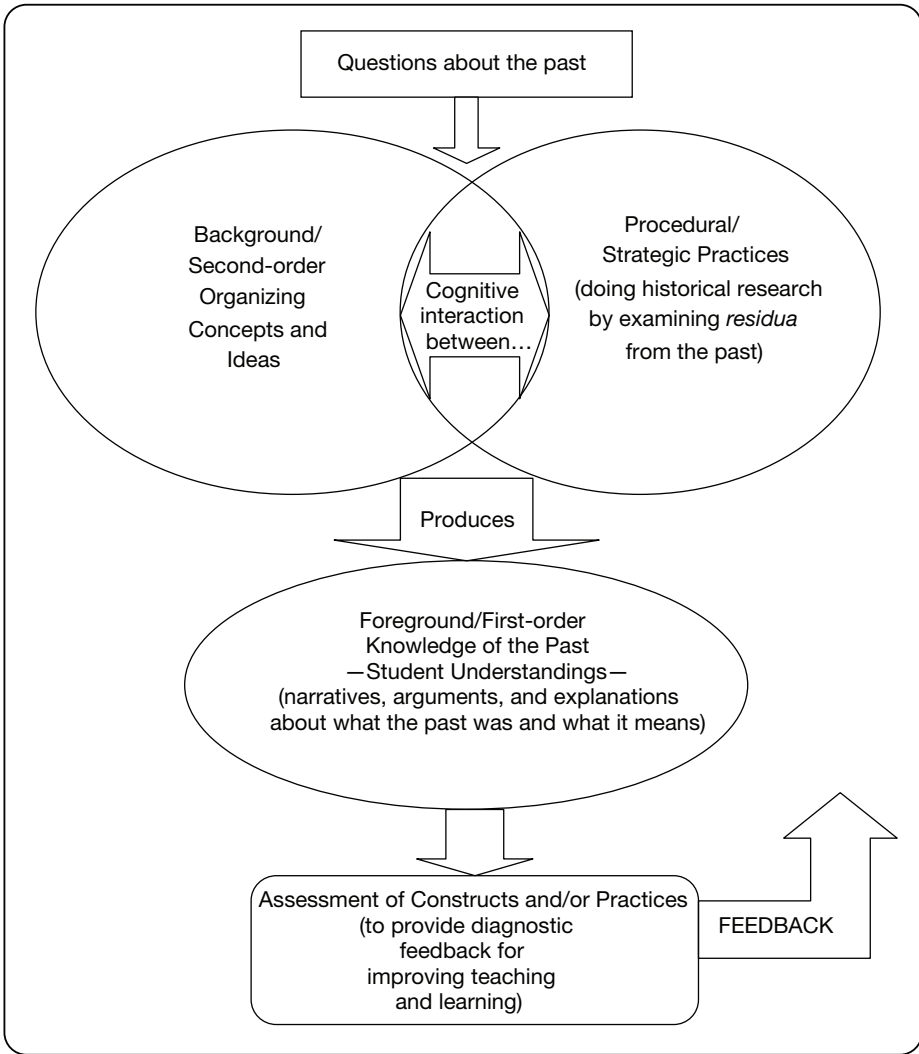 Questions about the past
Background/
Second-order
Organizing
Concepts and
Ideas
Cognitive
interaction
between…
Procedural/
Strategic Practices
(doing historical research
by examining residua
from the past)
Produces
Foreground/First-order
Knowledge of the Past
—Student Understandings—
(narratives, arguments, and explanations
about what the past was and what it means)
Assessment of Constructs and/or Practices
(to provide diagnostic
feedback for
improving teaching
and learning)
FEEDBACK